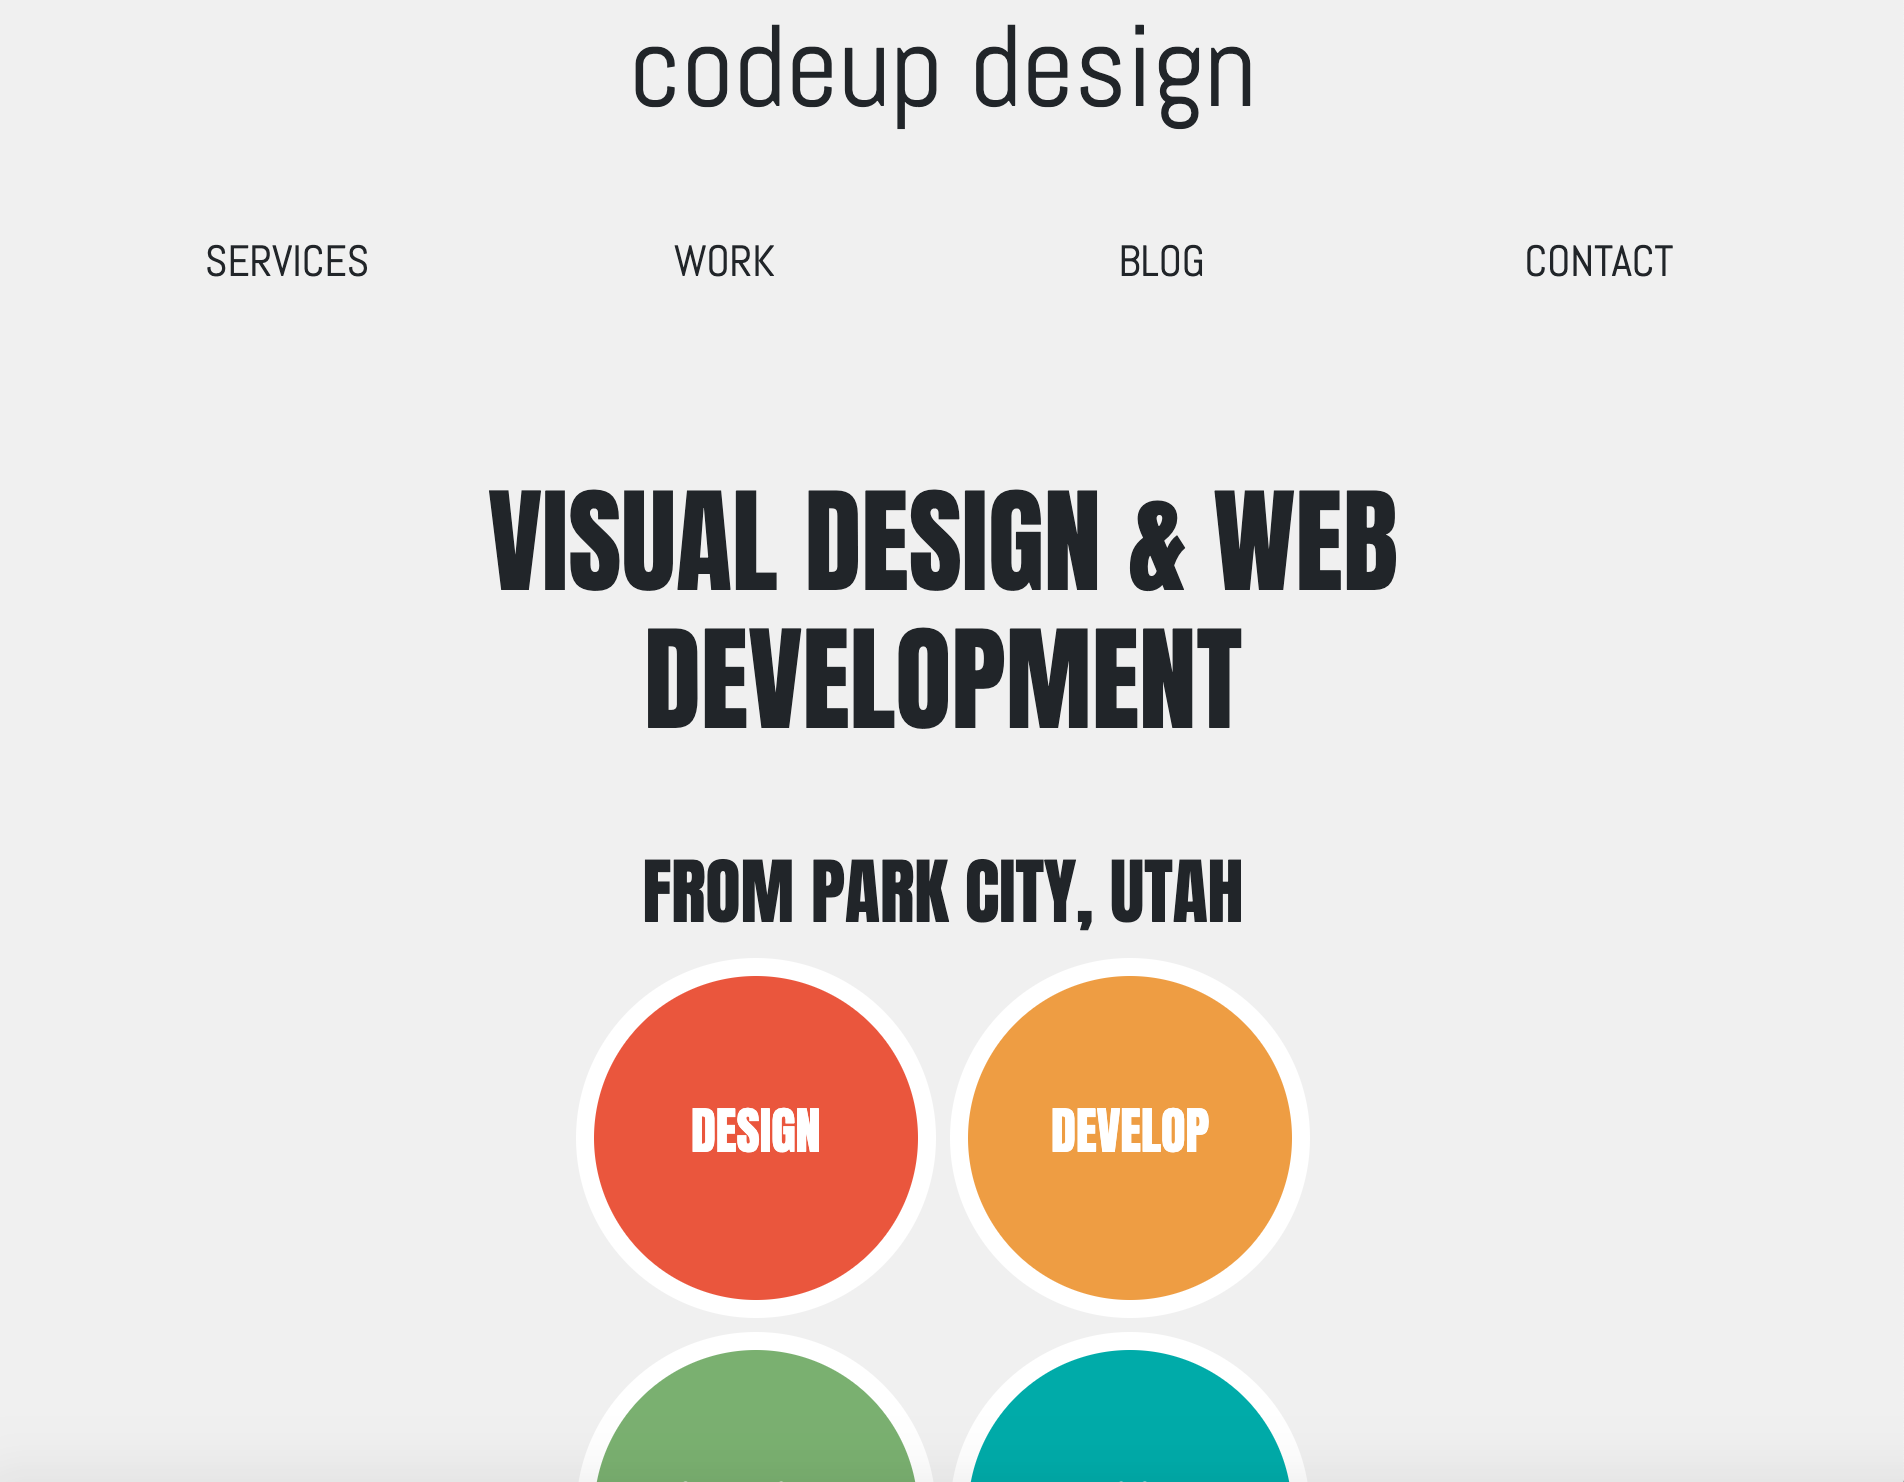 codeup design
SERVICES WORK BLOG CONTACT
VISUAL DESIGN & WEB
DEVELOPMENT
FROM PARK CITY, UTAH
DESIGN DEVELOP